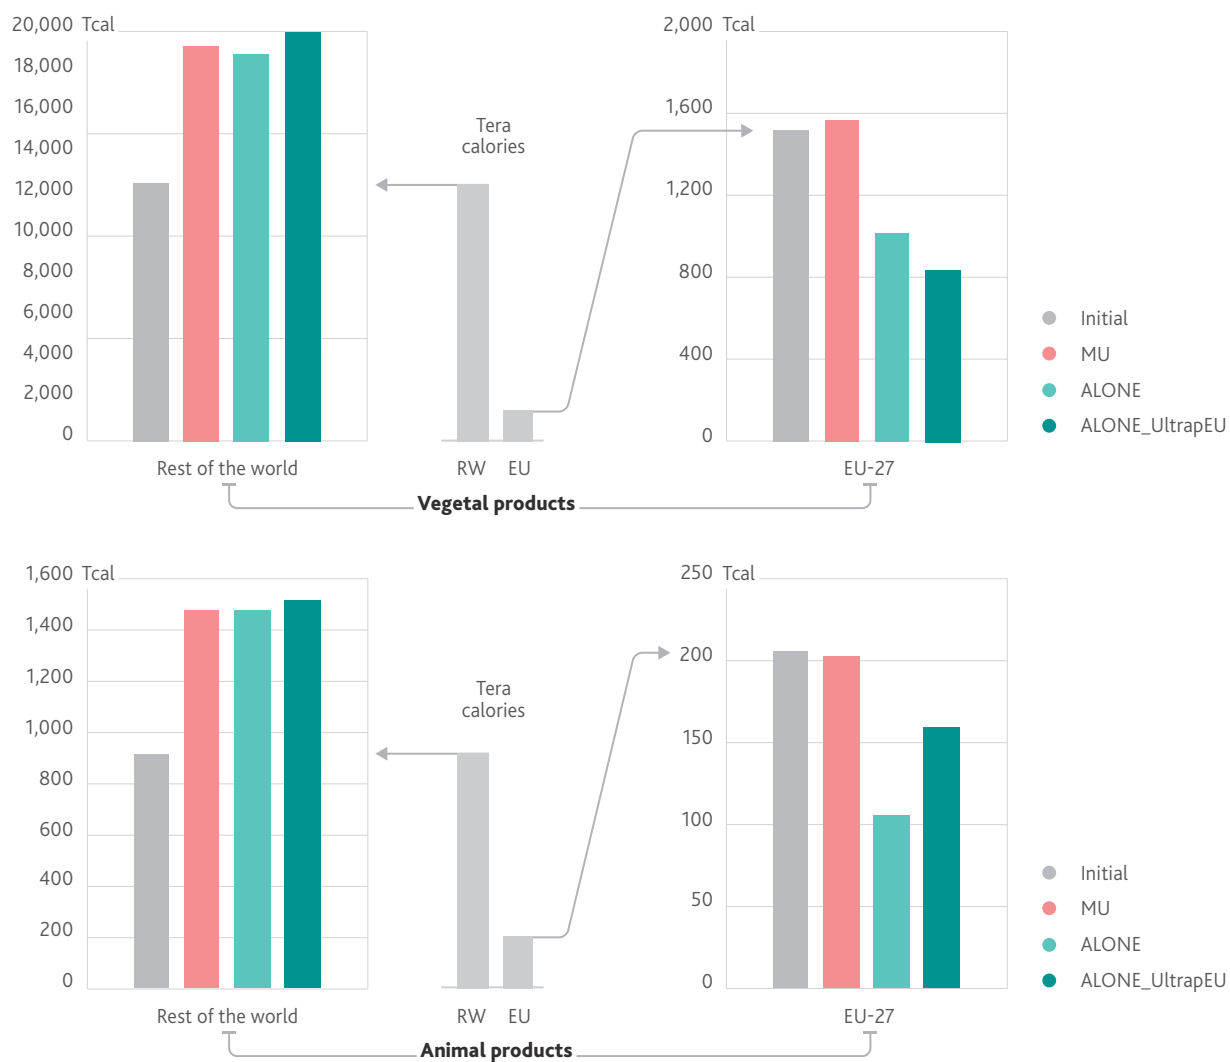 20,000 Tcal
18,000
16,000
14,000
12,000
10,000
8,000
6,000
4,000
2,000
0
Rest of the world
Tera
calories
RW EU
2,000 Tcal
1,600
1,200
800
400
0
EU-27
Initial
MU
ALONE
ALONE_UltrapEU
Vegetal products
1,600 Tcal
1,400
1,200
1,000
800
600
400
200
0
Rest of the world
Tera
calories
RW EU
250 Tcal
200
150
100
50
0
EU-27
Initial
MU
ALONE
ALONE_UltrapEU
Animal products